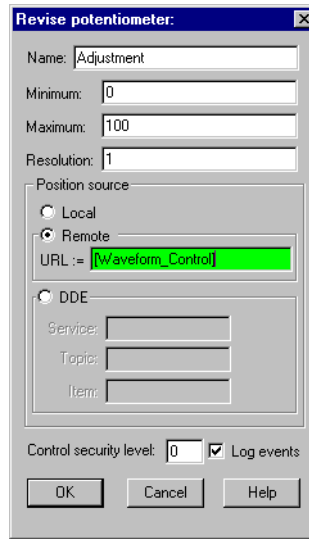 Revise potentiometer:
Name: Adjustment
Minimum: 0
Maximum: 100
Resolution: 1
Position source
Local
Remote
URL := [Waveform_Control]
DDE
Service:
Topic:
Item:
Control security level: 0 Log events
OK Cancel Help